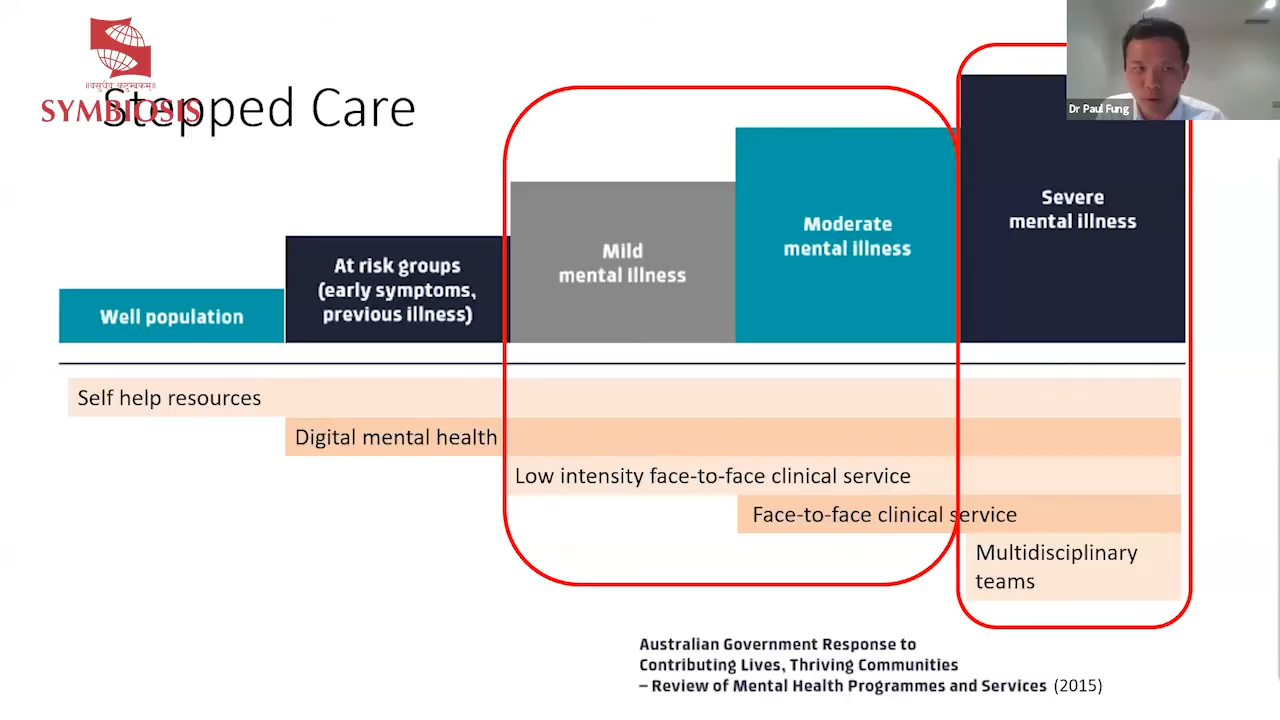 ॥वसुधैव कुटुम्बकम्॥
SYMBIOSIS
Stepped Care
Dr Paul Fung
Well population
At risk groups
(early symptoms,
previous illness)
Mild
mental illness
Moderate
mental illness
Severe
mental illness
Self help resources
Digital mental health
Low intensity face-to-face clinical service
Face-to-face clinical service
Multidisciplinary
teams
Australian Government Response to
Contributing Lives, Thriving Communities
– Review of Mental Health Programmes and Services (2015)